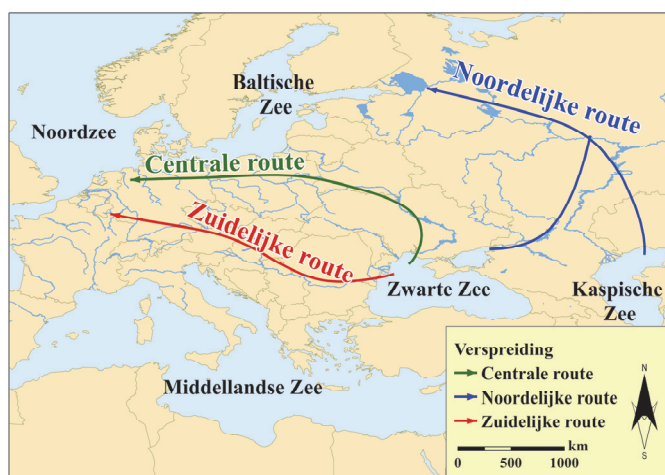 Baltische
Zee
Noordelijke route
Noordzee
Centrale route
Zuidelijke route
Zwarte Zee
Kaspische
Zee
Middellandse Zee
Verspreiding
Centrale route
Noordelijke route
Zuidelijke route
km
0 500 1000
N
S